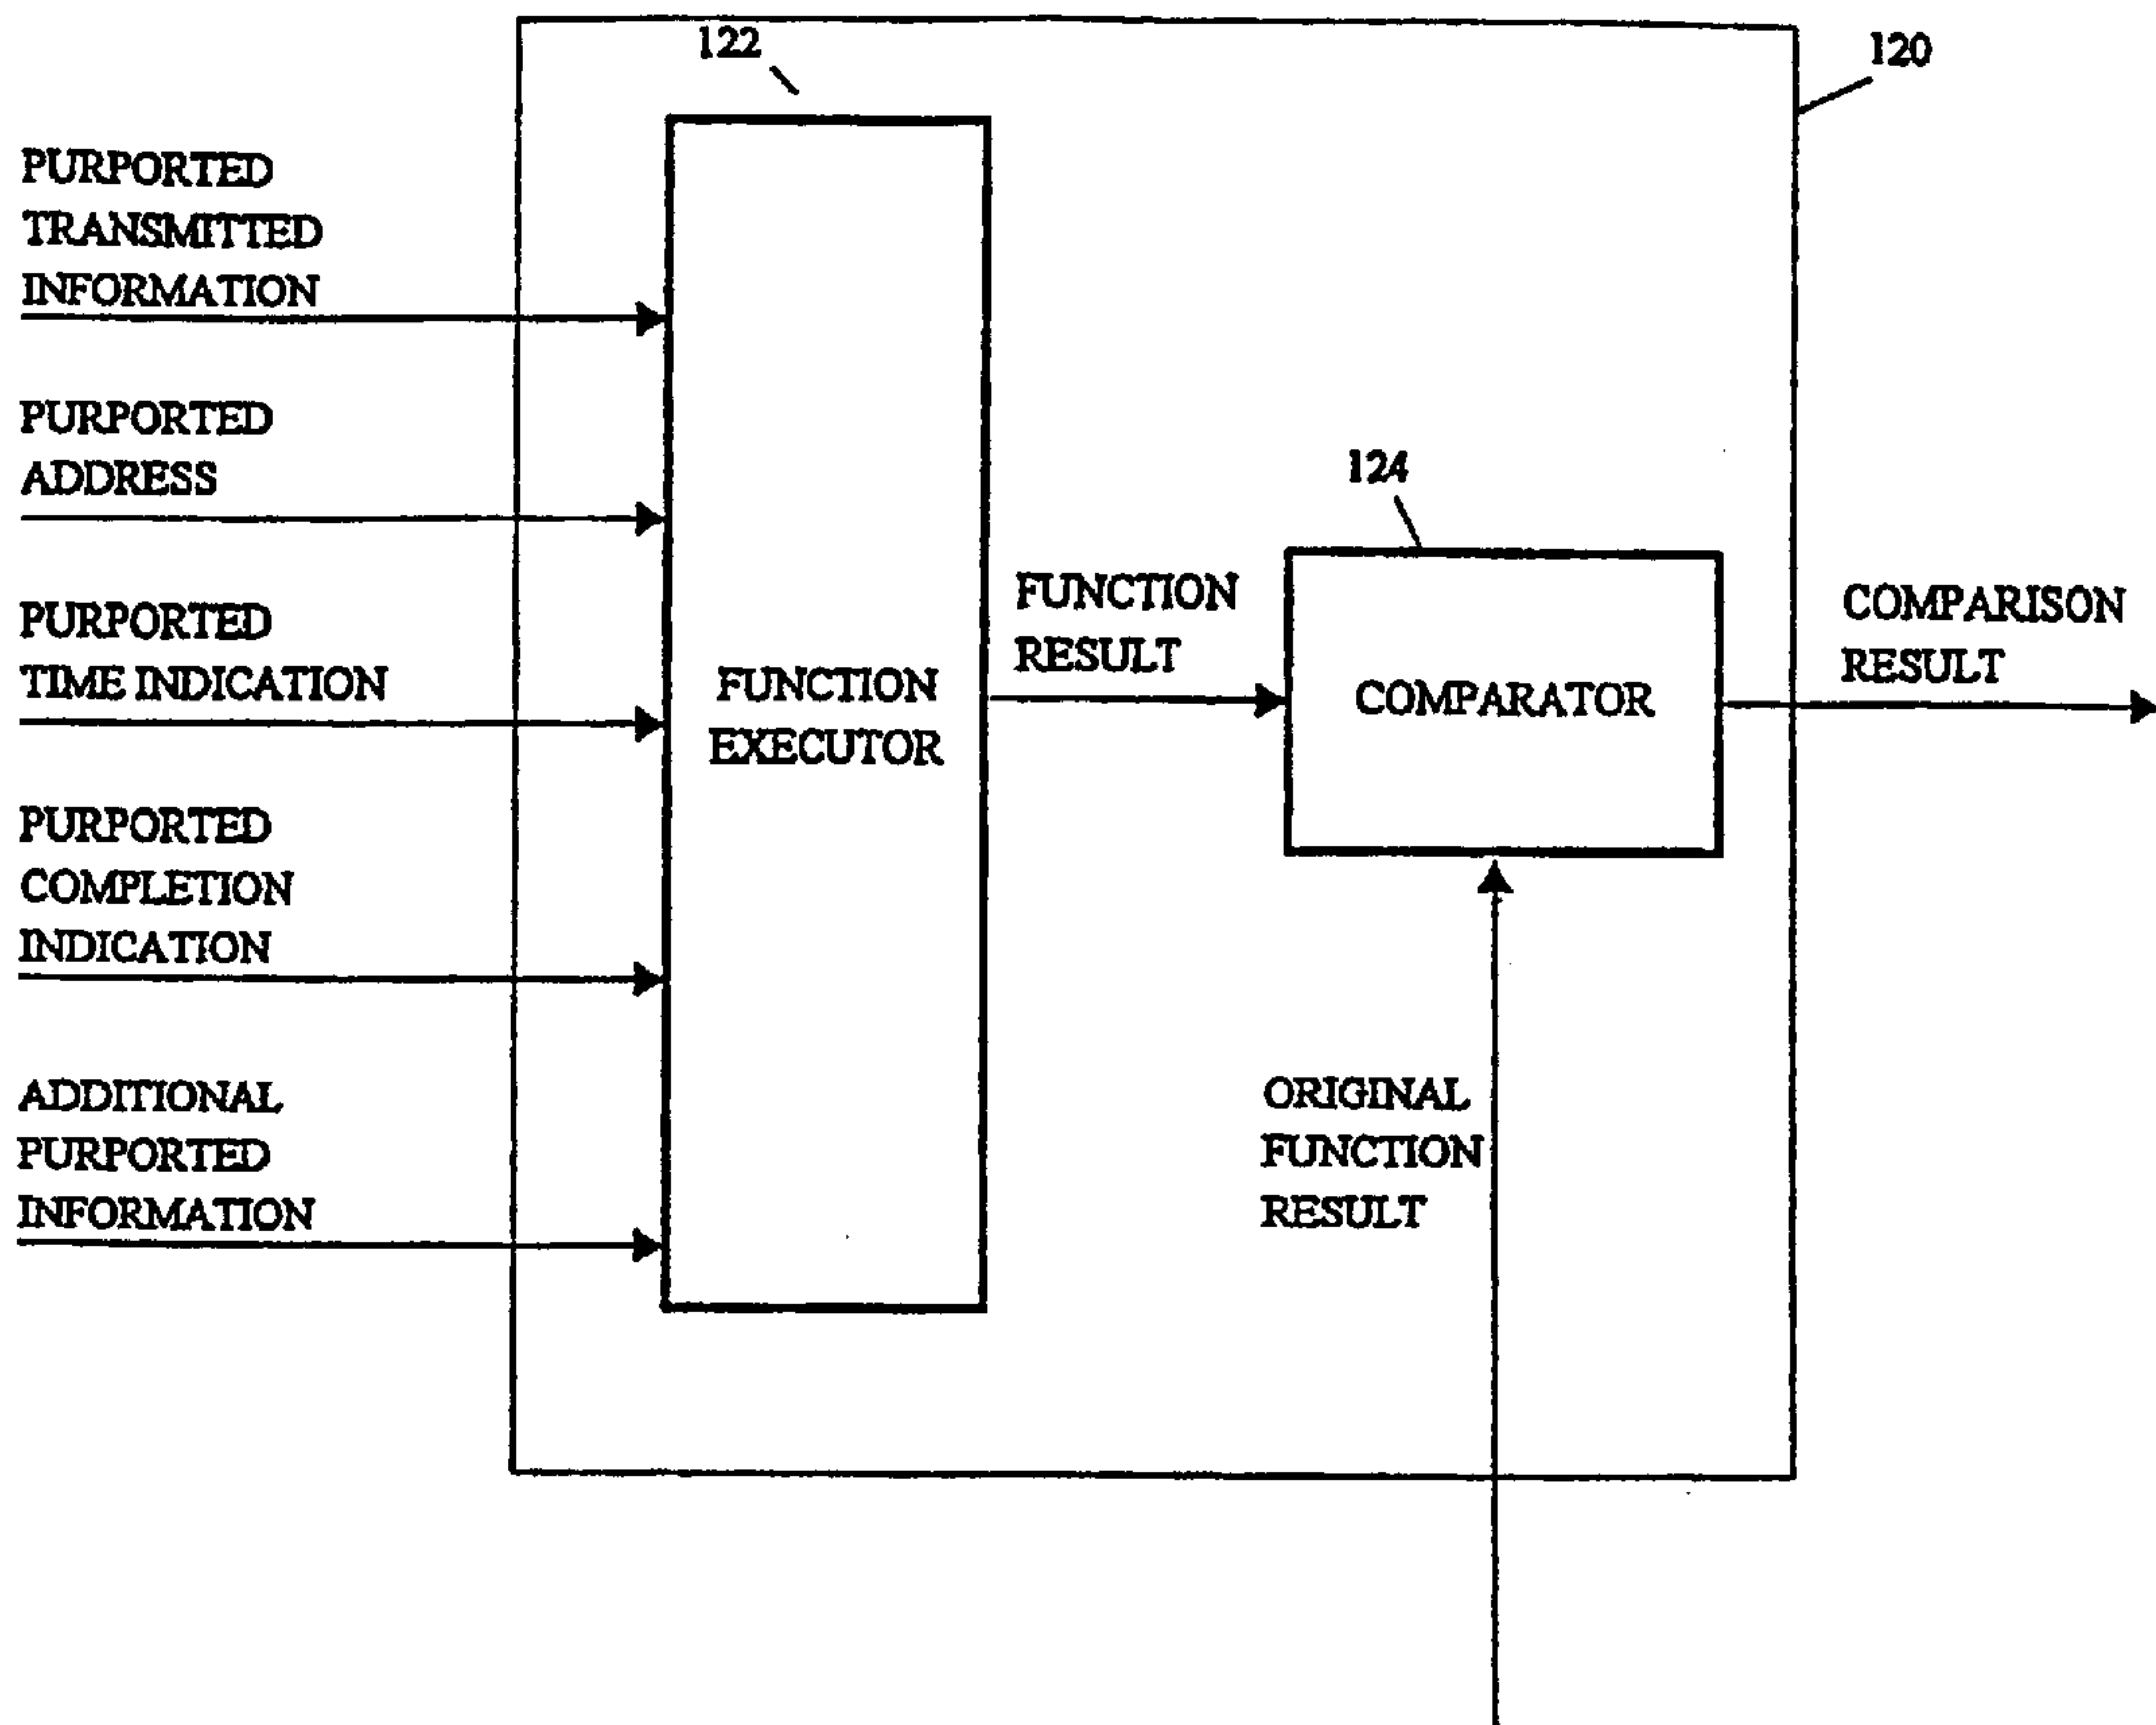 122
120
PURPORTED
TRANSMITTED
INFORMATION
PURPORTED
ADDRESS
PURPORTED
TIME INDICATION
PURPORTED
COMPLETION
INDICATION
ADDITIONAL
PURPORTED
INFORMATION
FUNCTION
EXECUTOR
FUNCTION
RESULT
124
COMPARATOR
COMPARISON
RESULT
ORIGINAL
FUNCTION
RESULT